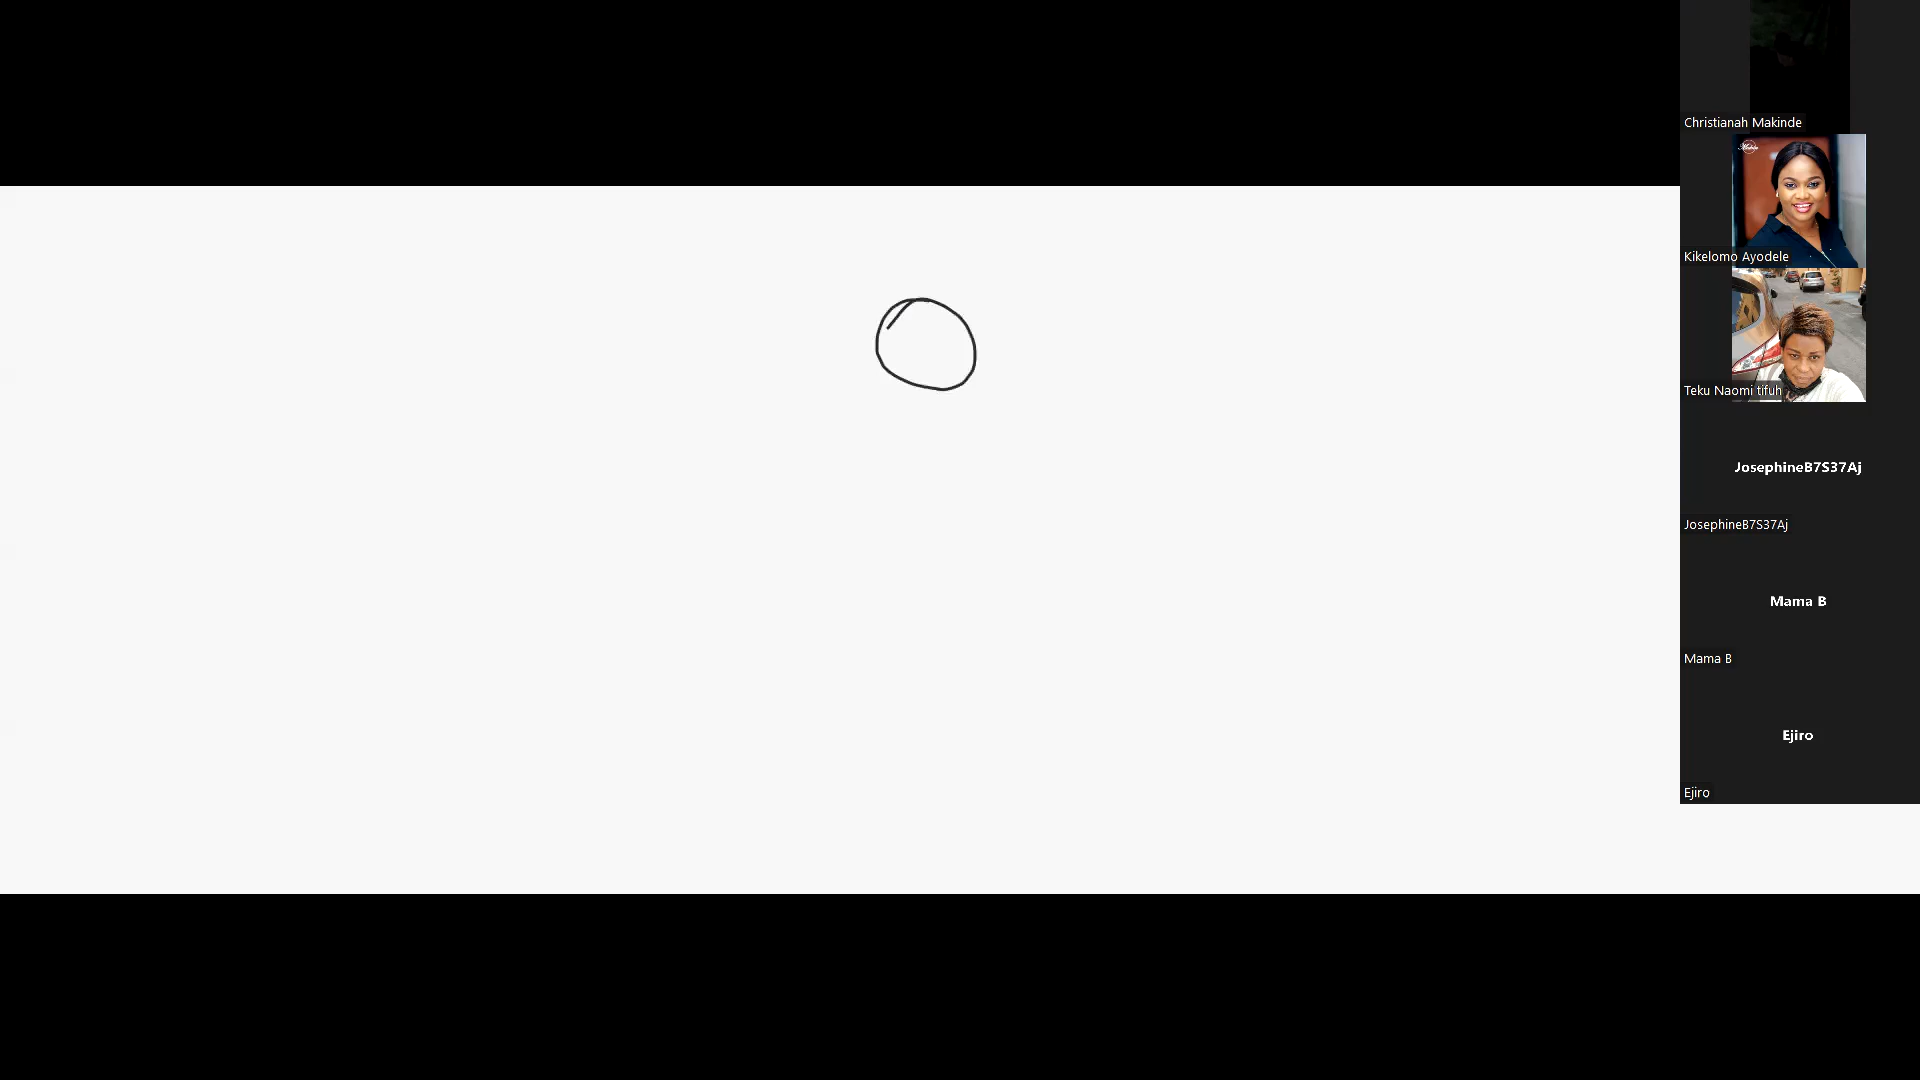 Christianah Makinde
Kikelomo Ayodele
Teku Naomi tifuh
JosephineB7S37Aj
JosephineB7S37Aj
Mama B
Mama B
Ejiro
Ejiro